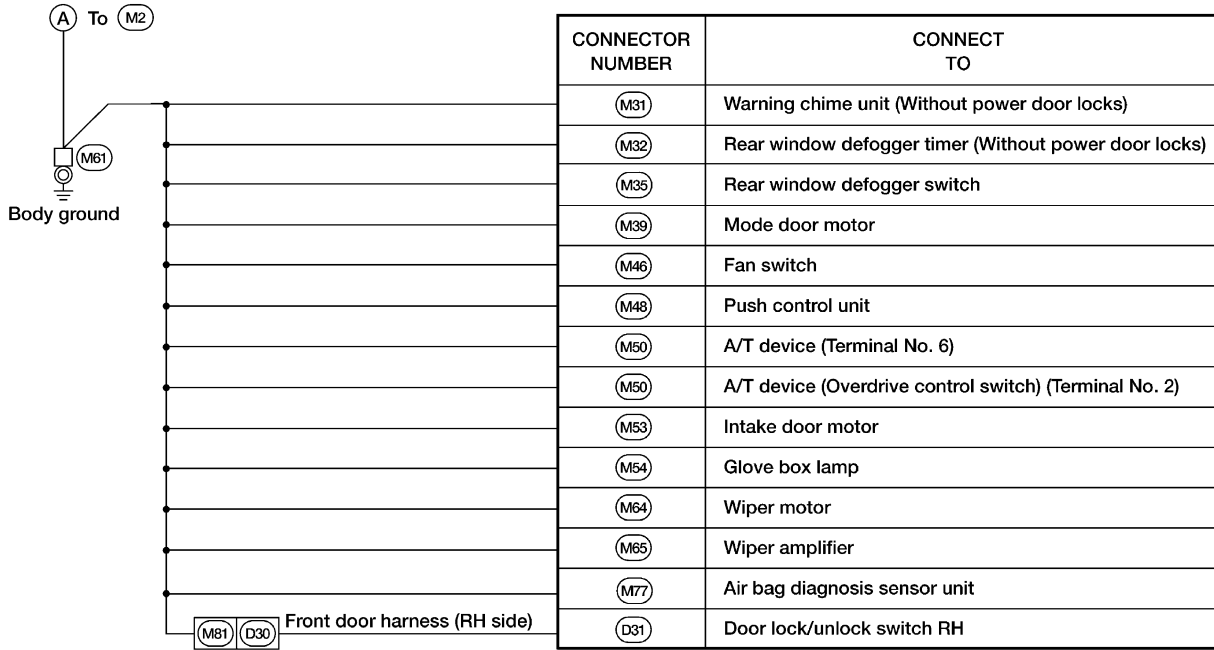 A To M2
M61
Body ground
CONNECTOR NUMBER CONNECT TO
M31 Warning chime unit (Without power door locks)
M32 Rear window defogger timer (Without power door locks)
M35 Rear window defogger switch
M39 Mode door motor
M46 Fan switch
M48 Push control unit
M50 A/T device (Terminal No. 6)
M50 A/T device (Overdrive control switch) (Terminal No. 2)
M53 Intake door motor
M54 Glove box lamp
M64 Wiper motor
M65 Wiper amplifier
M77 Air bag diagnosis sensor unit
M81 D30 Front door harness (RH side) D31 Door lock/unlock switch RH